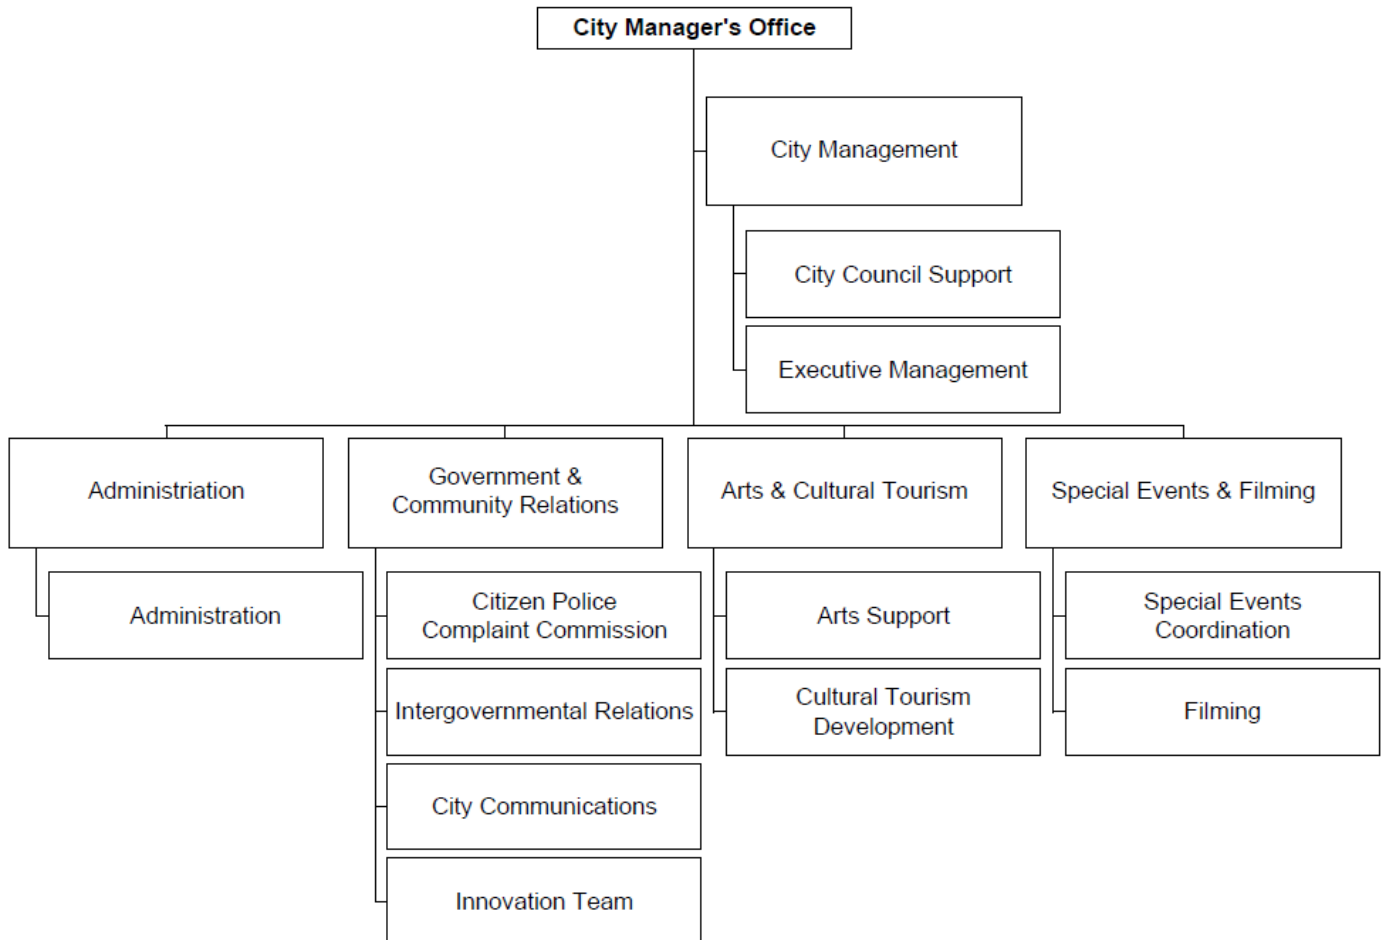 City Manager's Office
City Management
City Council Support
Executive Management
Administriation
Administration
Government &
Community Relations
Citizen Police
Complaint Commission
Intergovernmental Relations
City Communications
Innovation Team
Arts & Cultural Tourism
Arts Support
Cultural Tourism
Development
Special Events & Filming
Special Events
Coordination
Filming